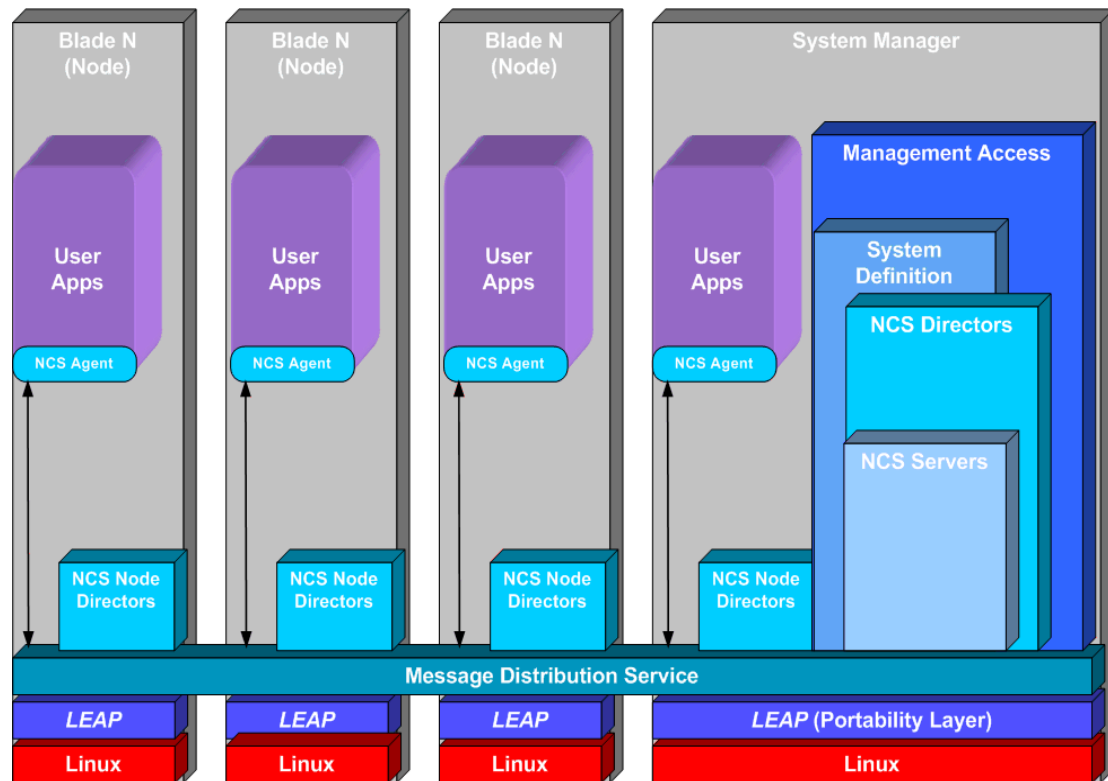 Blade N
(Node)
Blade N
(Node)
Blade N
(Node)
System Manager
Management Access
User
Apps
User
Apps
User
Apps
User
Apps
System
Definition
NCS Directors
NCS Agent
NCS Agent
NCS Agent
NCS Agent
NCS Servers
NCS Node
Directors
NCS Node
Directors
NCS Node
Directors
NCS Node
Directors
Message Distribution Service
LEAP
LEAP
LEAP
LEAP (Portability Layer)
Linux
Linux
Linux
Linux